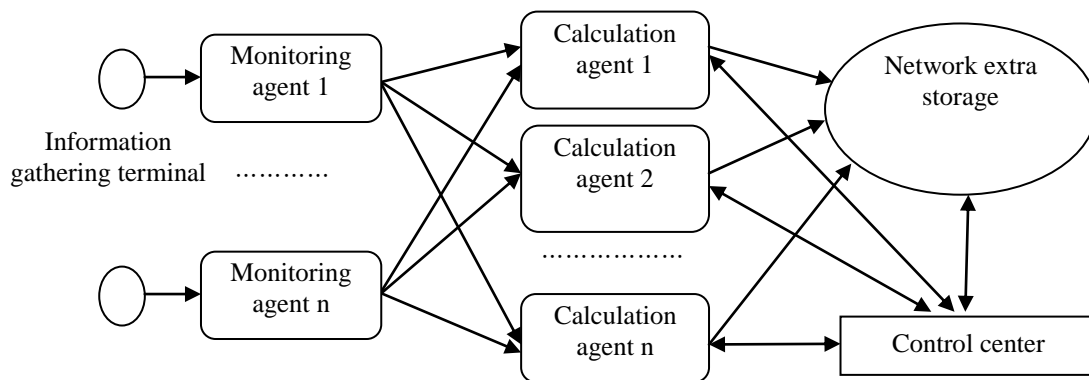 Monitoring
agent 1
Information
gathering terminal
…………
Monitoring
agent n
Calculation
agent 1
Calculation
agent 2
………………
Calculation
agent n
Network extra
storage
Control center